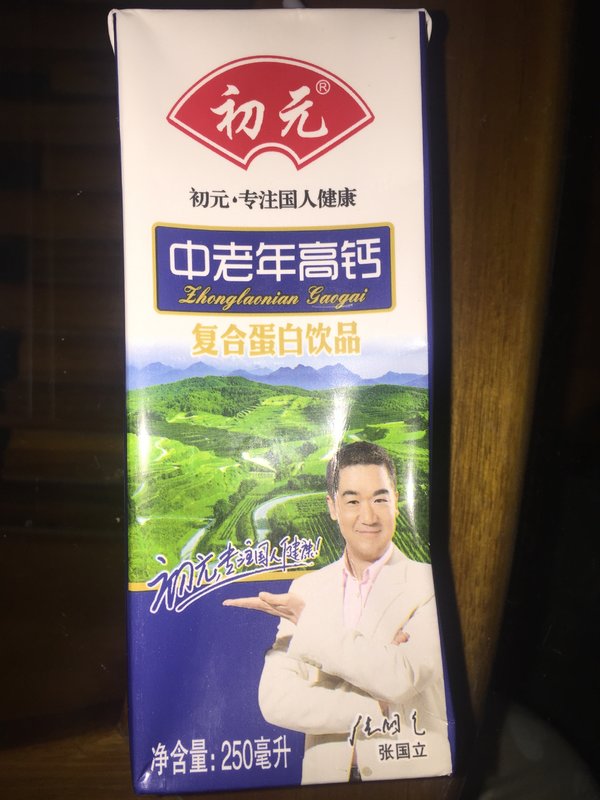 初元®
初元·专注国人健康
中老年高钙
Zhonglaonian Gaogai
复合蛋白饮品
初元,专注国人健康!
张国立
净含量:250毫升